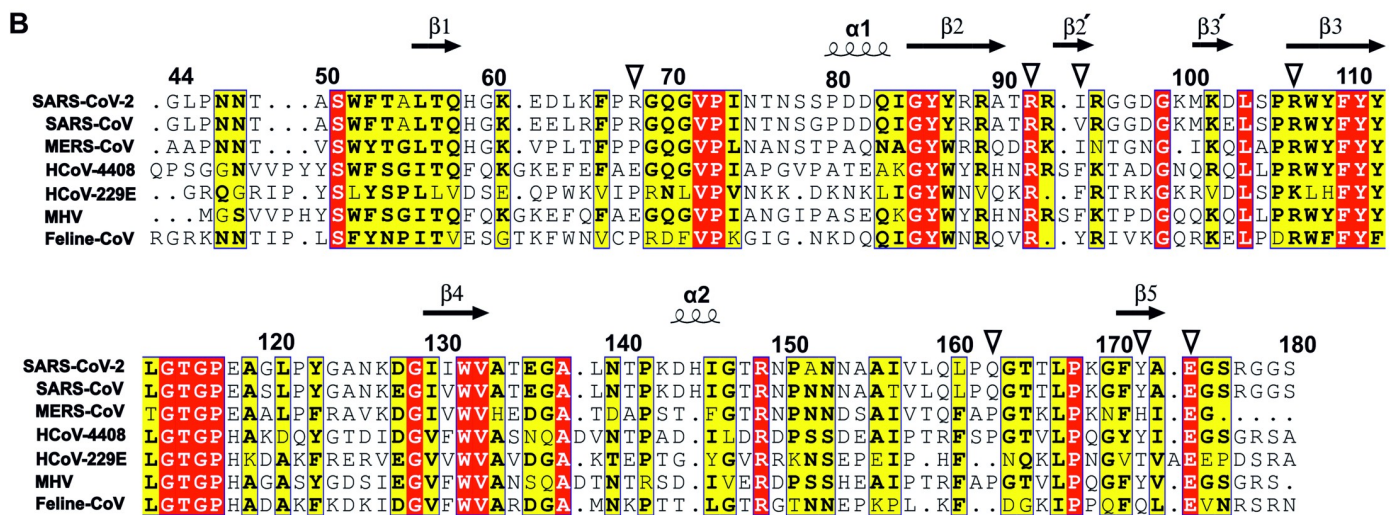 B
β1 α1 β2 β2′ β3′ β3
44 50 60 70 80 90 100 110
SARS-CoV-2 .GLPNNT...ASWFTALTQHGK.EDLKFPRGQGVPINTNSSPDDQIGYYRRATRR.IRGGDGKMKDLSPRWYFYY
SARS-CoV .GLPNNT...ASWFTALTQHGK.EELRFPRGQGVPINTNSGPDDQIGYYRRATRR.VRGGDGKMKELSPRWYFYY
MERS-CoV .AAPNNT...VSWYTGLTQHGK.VPLTFPPGQGVPLNANSTPAQNAGYWRRQDRK.INTGNG.IKQLAPRWYFYY
HCoV-4408 QPSGGNVVPYYSWFSGITQFQKGKEFEFAEGQGVPIAPGVPATEAKGYWYRHNRRSFKTADGNQRQLLPRWYFYY
HCoV-229E ..GRQGRIP.YSLYSPLLVDSE.QPWKVIPRNLVPVNKK.DKNKLIGYWNVQKR..FRTRKGKRVDLSPKLHFYY
MHV ...MGSVVPHYSWFSGITQFQKGKEFQFAEGQGVPIANGIPASEQKGYWYRHNRRSFKTPDGQQKQLLPRWYFYY
Feline-CoV RGRKNNTIP.LSFYNPITVESGTKFWNVCPRDFVPKGIG.NKDQQIGYWNRQVR..YRIVKGQRKELPDRWFFYF
β4 α2 β5
120 130 140 150 160 170 180
SARS-CoV-2 LGTGPEAGLPYGANKDGIIWVATEGA.LNTPKDHIGTRNPANNAAIVLQLPQGTTLPKGFYA.EGSRGGS
SARS-CoV LGTGPEASLPYGANKEGIVWVATEGA.LNTPKDHIGTRNPNNNAATVLQLPQGTTLPKGFYA.EGSRGGS
MERS-CoV TGTGPEAALPFRAVKDGIVWVHEDGA.TDAPST.FGTRNPNNDSAIVTQFAPGTKLPKNFHI.EG.....
HCoV-4408 LGTGPHAKDQYGTDIDGVFWVASNQADVNTPAD.ILDRDPSSDEAIPTRFSPGTVLPQGYYI.EGSGRSA
HCoV-229E LGTGPHKDAKFRERVEGVVWVAVDGA.KTEPTG.YGVRRKNSEPEIP.HF..NQKLPNGVTVAEEPDSRA
MHV LGTGPHAGASYGDSIEGVFWVANSQADTNTRSD.IVERDPSSHEAIPTRFAPGTVLPQGFYV.EGSGRSA
Feline-CoV LGTGPHADAKFKDKIDGVFWVARDGA.MNKPTT.LGTRGTNNEPKPL.KF..DGKIPPQFQL.EVNRSRN